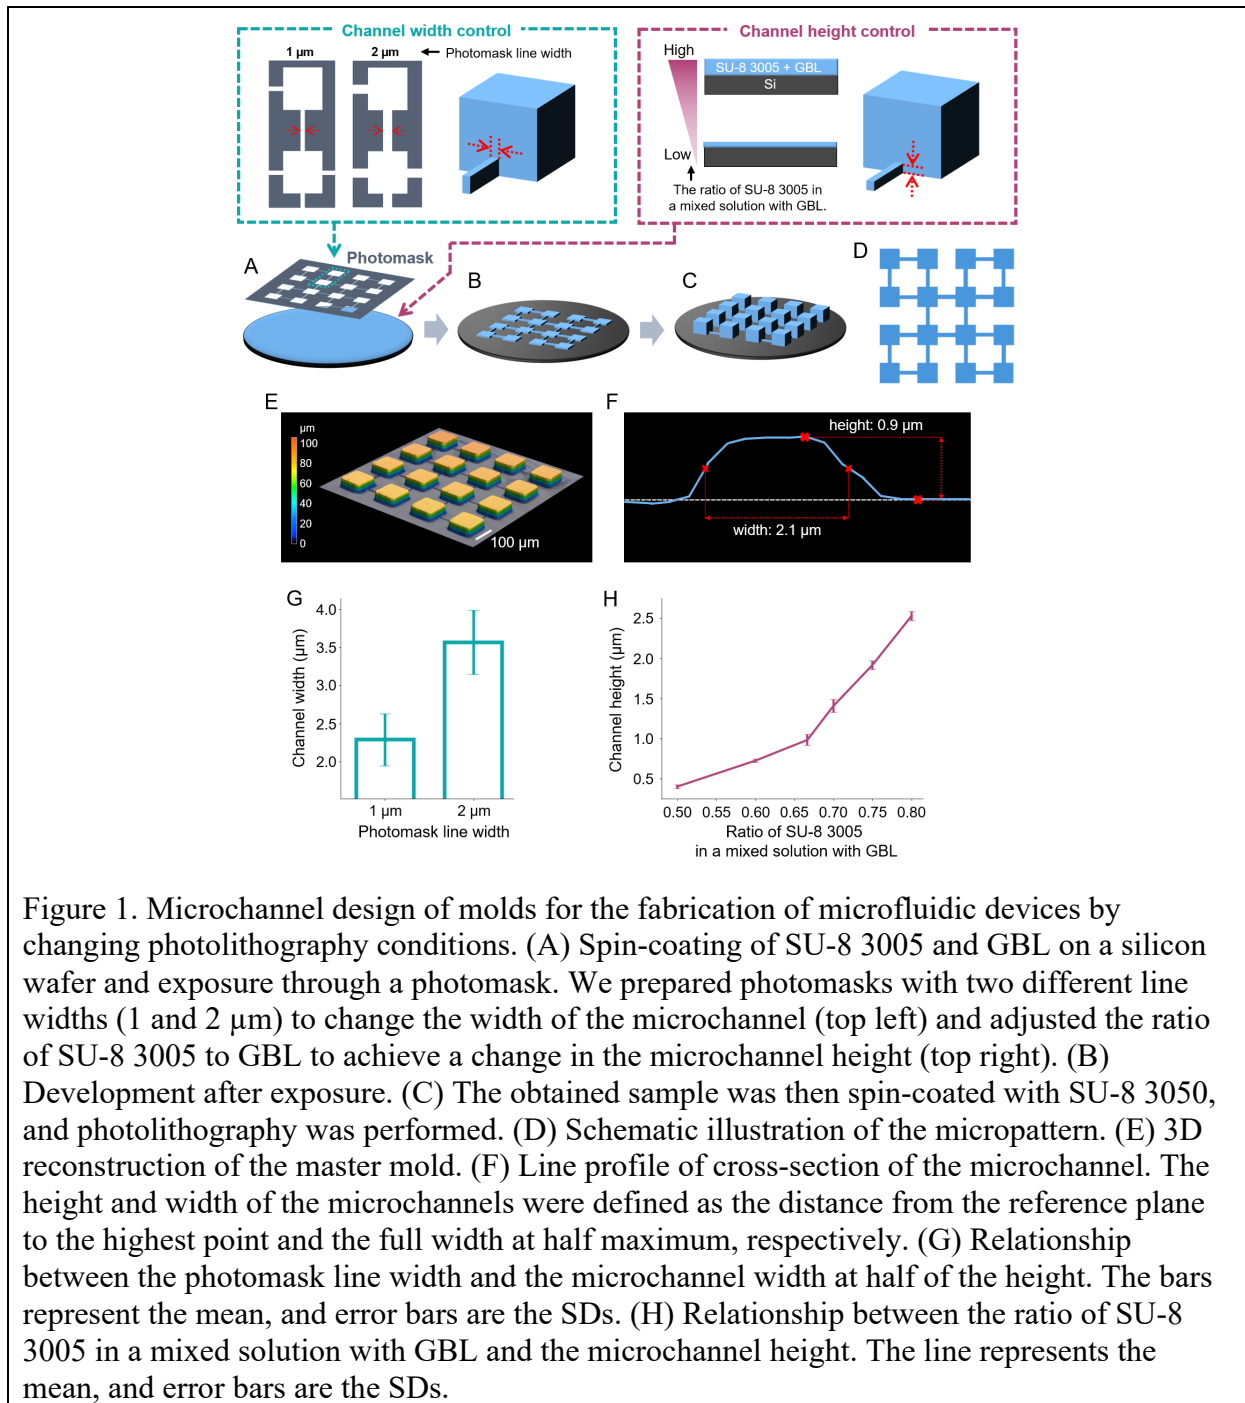 Channel width control
1 µm
2 µm
Photomask line width
Channel height control
High
SU-8 3005 + GBL
Si
Low
The ratio of SU-8 3005 in
a mixed solution with GBL.
A
Photomask
B
C
D
E
µm
100
80
60
40
20
0
100 µm
F
height: 0.9 µm
width: 2.1 µm
G
Channel width (µm)
4.0
3.5
3.0
2.5
2.0
1 µm
2 µm
Photomask line width
H
Channel height (µm)
2.5
2.0
1.5
1.0
0.5
0.50 0.55 0.60 0.65 0.70 0.75 0.80
Ratio of SU-8 3005
in a mixed solution with GBL
Figure 1. Microchannel design of molds for the fabrication of microfluidic devices by
changing photolithography conditions. (A) Spin-coating of SU-8 3005 and GBL on a silicon
wafer and exposure through a photomask. We prepared photomasks with two different line
widths (1 and 2 µm) to change the width of the microchannel (top left) and adjusted the ratio
of SU-8 3005 to GBL to achieve a change in the microchannel height (top right). (B)
Development after exposure. (C) The obtained sample was then spin-coated with SU-8 3050,
and photolithography was performed. (D) Schematic illustration of the micropattern. (E) 3D
reconstruction of the master mold. (F) Line profile of cross-section of the microchannel. The
height and width of the microchannels were defined as the distance from the reference plane
to the highest point and the full width at half maximum, respectively. (G) Relationship
between the photomask line width and the microchannel width at half of the height. The bars
represent the mean, and error bars are the SDs. (H) Relationship between the ratio of SU-8
3005 in a mixed solution with GBL and the microchannel height. The line represents the
mean, and error bars are the SDs.